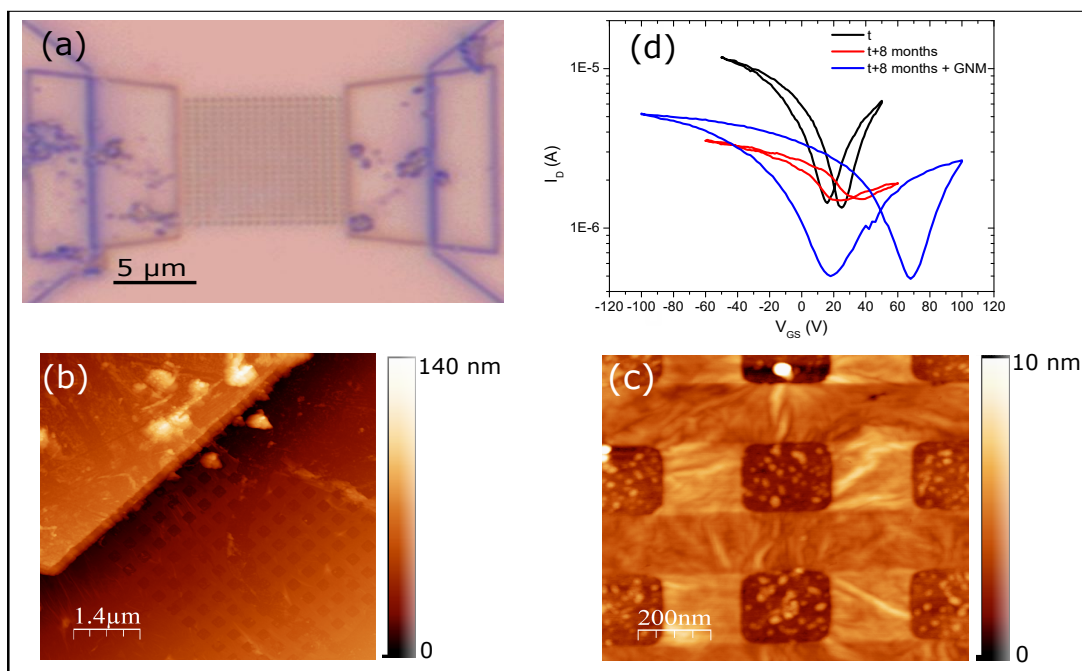 (a)
5 µm
(d)
t
t+8 months
t+8 months + GNM
1E-5
1E-6
I_D (A)
-120 -100 -80 -60 -40 -20 0 20 40 60 80 100 120
V_GS (V)
(b)
140 nm
0
1.4µm
(c)
10 nm
0
200nm